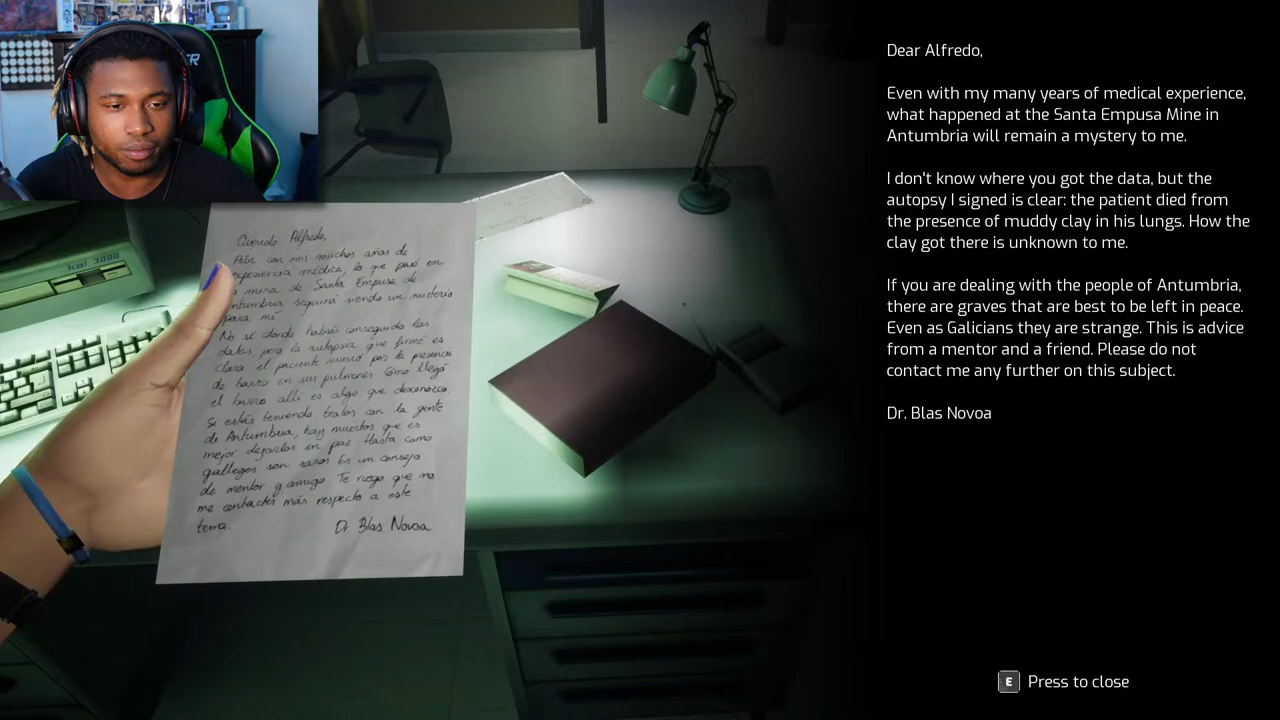 kai 3000
Querido Alfredo,
Aún con mis muchos años de
experiencia médica, lo que pasó en
mina de Santa Empusa de
Antumbria seguirá siendo un misterio
para mí
No sé dónde habrás conseguido los
datos, pero la autopsia que firmé es
clara el paciente murió por la presencia
de barro en sus pulmones Cómo llegó
el barro allí es algo que desconozco.
Si estás teniendo tratos con la gente
de Antumbria, hay muertos que es
mejor dejarlos en paz Hasta como
gallegos son raros Es un consejo
de mentor y amigo Te ruego que no
me contactes más respecto a este
tema.
Dr. Blas Novoa
Dear Alfredo,
Even with my many years of medical experience,
what happened at the Santa Empusa Mine in
Antumbria will remain a mystery to me.
I don't know where you got the data, but the
autopsy I signed is clear: the patient died from
the presence of muddy clay in his lungs. How the
clay got there is unknown to me.
If you are dealing with the people of Antumbria,
there are graves that are best to be left in peace.
Even as Galicians they are strange. This is advice
from a mentor and a friend. Please do not
contact me any further on this subject.
Dr. Blas Novoa
E Press to close